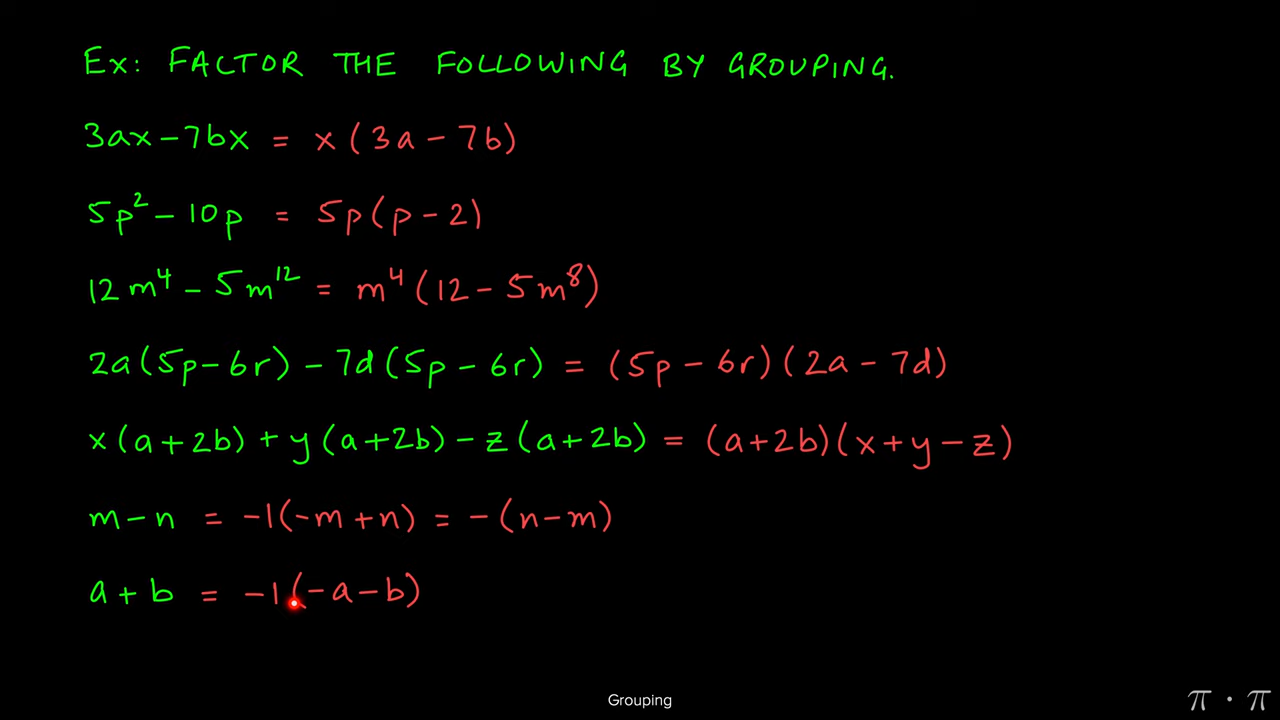 Ex: FACTOR THE FOLLOWING BY GROUPING.
3ax - 7bx = x(3a - 7b)
5p² - 10p = 5p(p - 2)
12m⁴ - 5m¹² = m⁴(12 - 5m⁸)
2a(5p - 6r) - 7d(5p - 6r) = (5p - 6r)(2a - 7d)
x(a + 2b) + y(a + 2b) - z(a + 2b) = (a + 2b)(x + y - z)
m - n = -1(-m + n) = -(n - m)
a + b = -1(-a - b)
Grouping
π · π